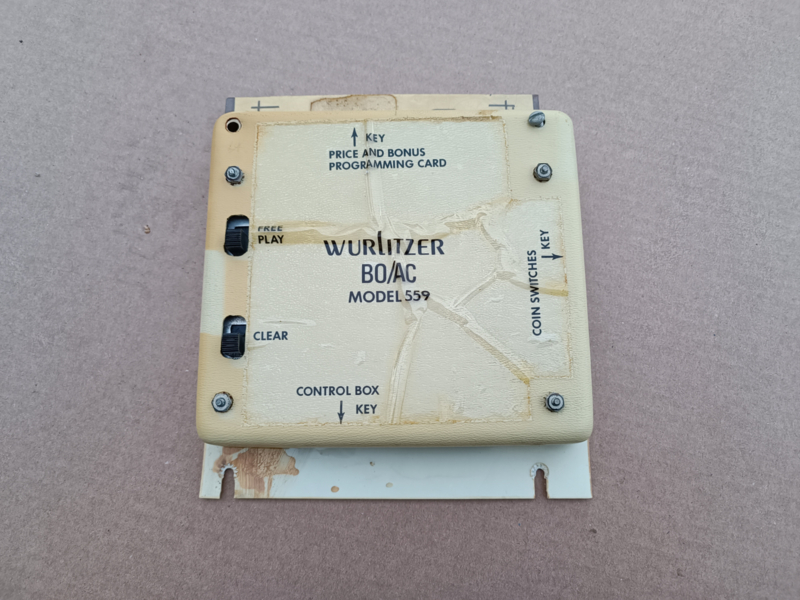 KEY
PRICE AND BONUS
PROGRAMMING CARD
FREE
PLAY
WURLITZER
BO/AC
MODEL 559
COIN SWITCHES
KEY
CLEAR
CONTROL BOX
KEY